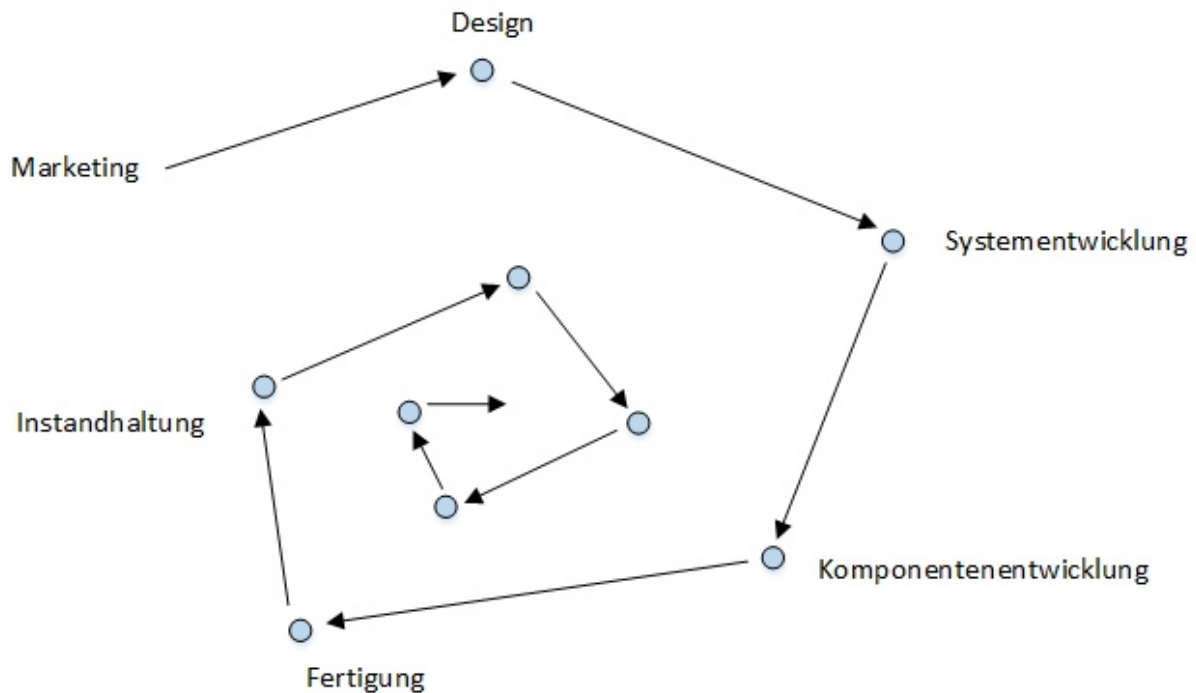 Design
Marketing
Systementwicklung
Instandhaltung
Komponentenentwicklung
Fertigung